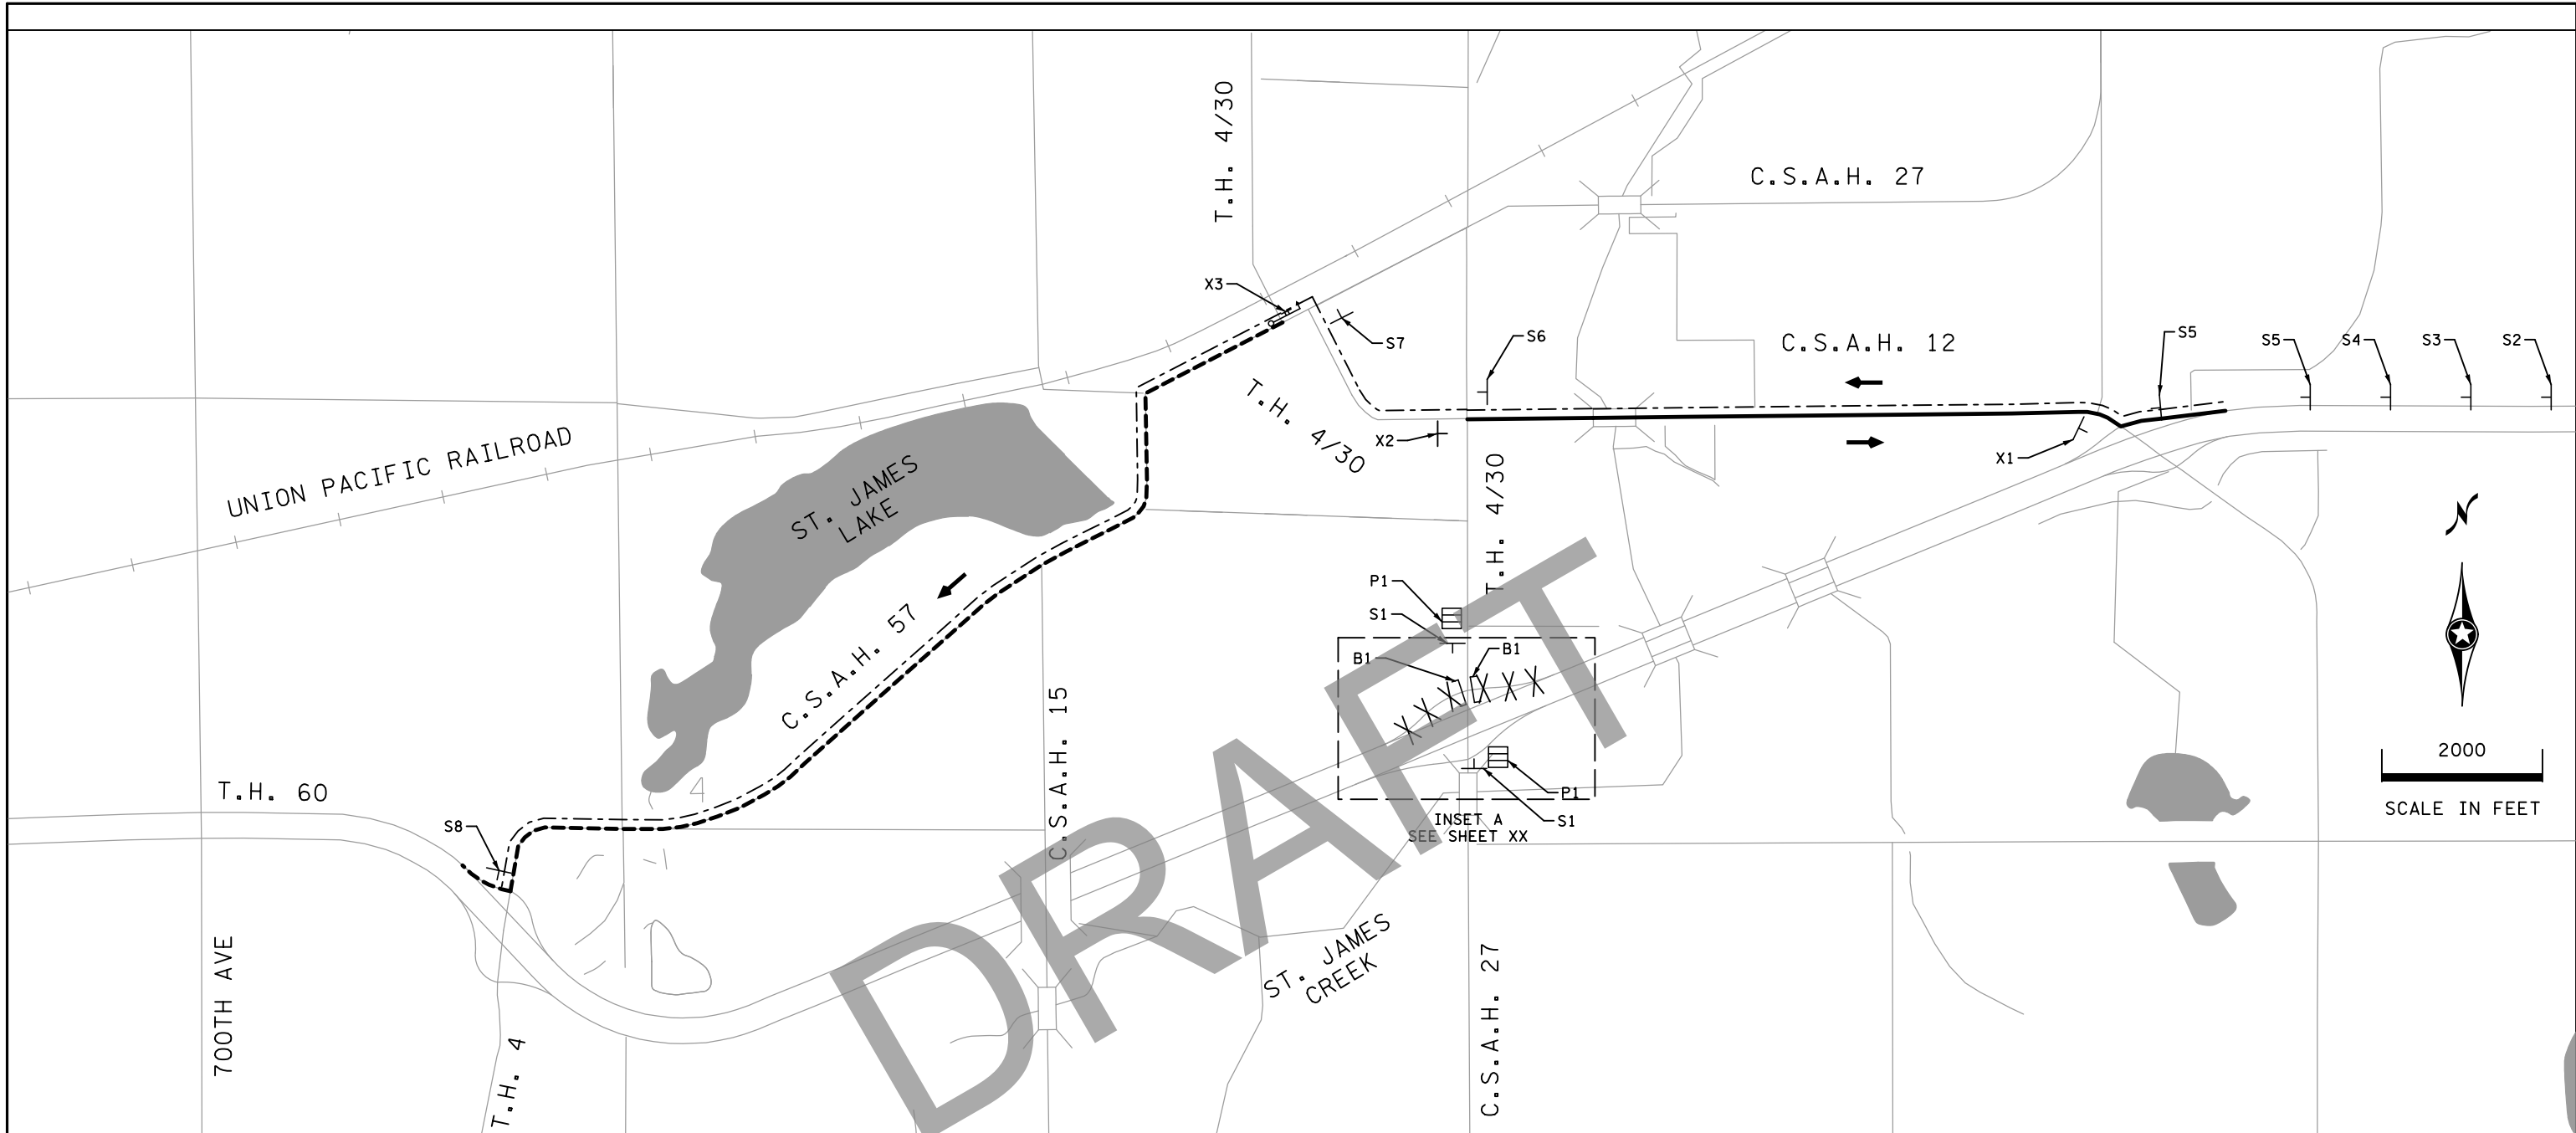 T.H. 4/30
C.S.A.H. 27
X3
S7
S6
C.S.A.H. 12
S5
S5
S4
S3
S2
T.H. 4/30
X2
X1
UNION PACIFIC RAILROAD
ST. JAMES
LAKE
T.H. 4/30
N
P1
S1
B1
B1
C.S.A.H. 57
C.S.A.H. 15
2000
SCALE IN FEET
T.H. 60
4
P1
S1
INSET A
SEE SHEET XX
S8
DRAFT
ST. JAMES
CREEK
700TH AVE
T.H. 4
C.S.A.H. 27